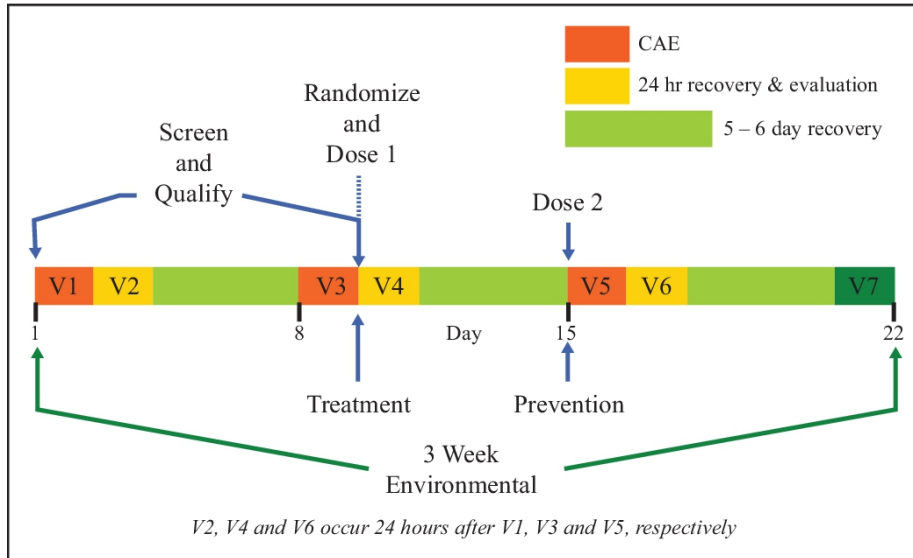 CAE
24 hr recovery & evaluation
5 – 6 day recovery
Screen
and
Qualify
Randomize
and
Dose 1
Dose 2
V1
V2
V3
V4
V5
V6
V7
1
8
Day
15
22
Treatment
Prevention
3 Week
Environmental
V2, V4 and V6 occur 24 hours after V1, V3 and V5, respectively